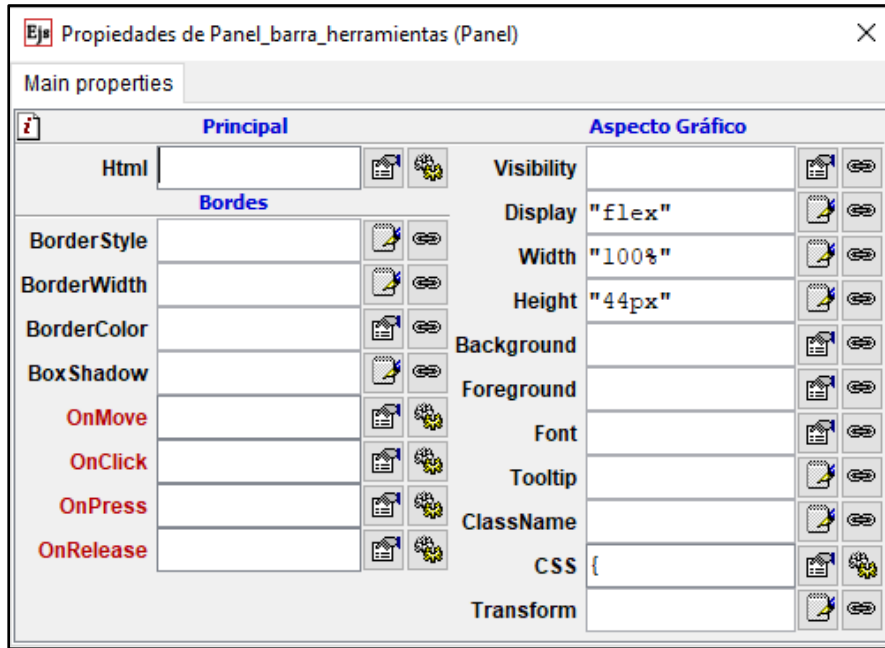 Ejs Propiedades de Panel_barra_herramientas (Panel)
Main properties
Principal
Html
Bordes
BorderStyle
BorderWidth
BorderColor
BoxShadow
OnMove
OnClick
OnPress
OnRelease
Aspecto Gráfico
Visibility
Display "flex"
Width "100%"
Height "44px"
Background
Foreground
Font
Tooltip
ClassName
CSS {
Transform